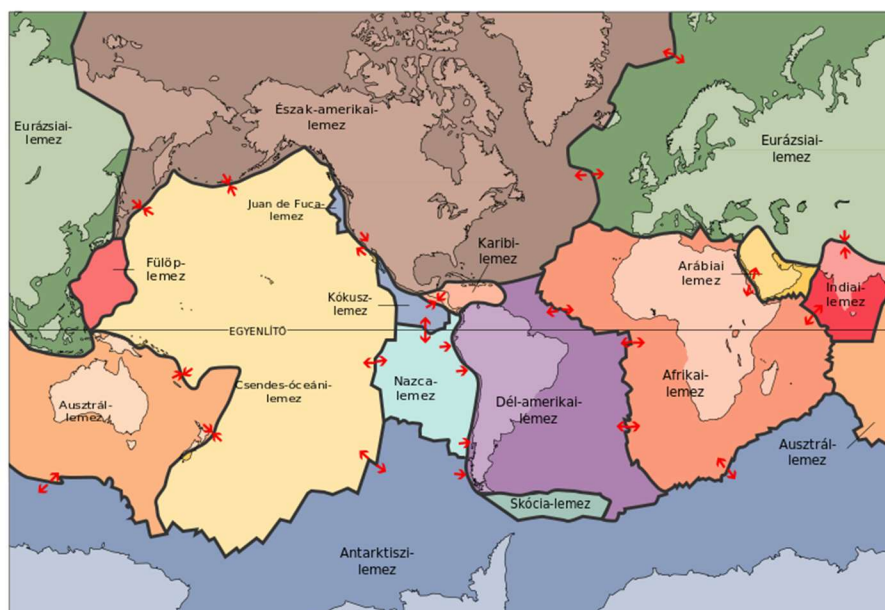 Észak-amerikai-
lemez
Eurázsiai-
lemez
Eurázsiai-
lemez
Juan de Fuca-
lemez
Karibi-
lemez
Fülöp-
lemez
Arábiai
lemez
Indiai-
lemez
Kókusz-
lemez
EGYENLÍTŐ
Csendes-óceáni-
lemez
Nazca-
lemez
Afrikai-
lemez
Ausztrál-
lemez
Dél-amerikai-
lemez
Ausztrál-
lemez
Skócia-lemez
Antarktiszi-
lemez